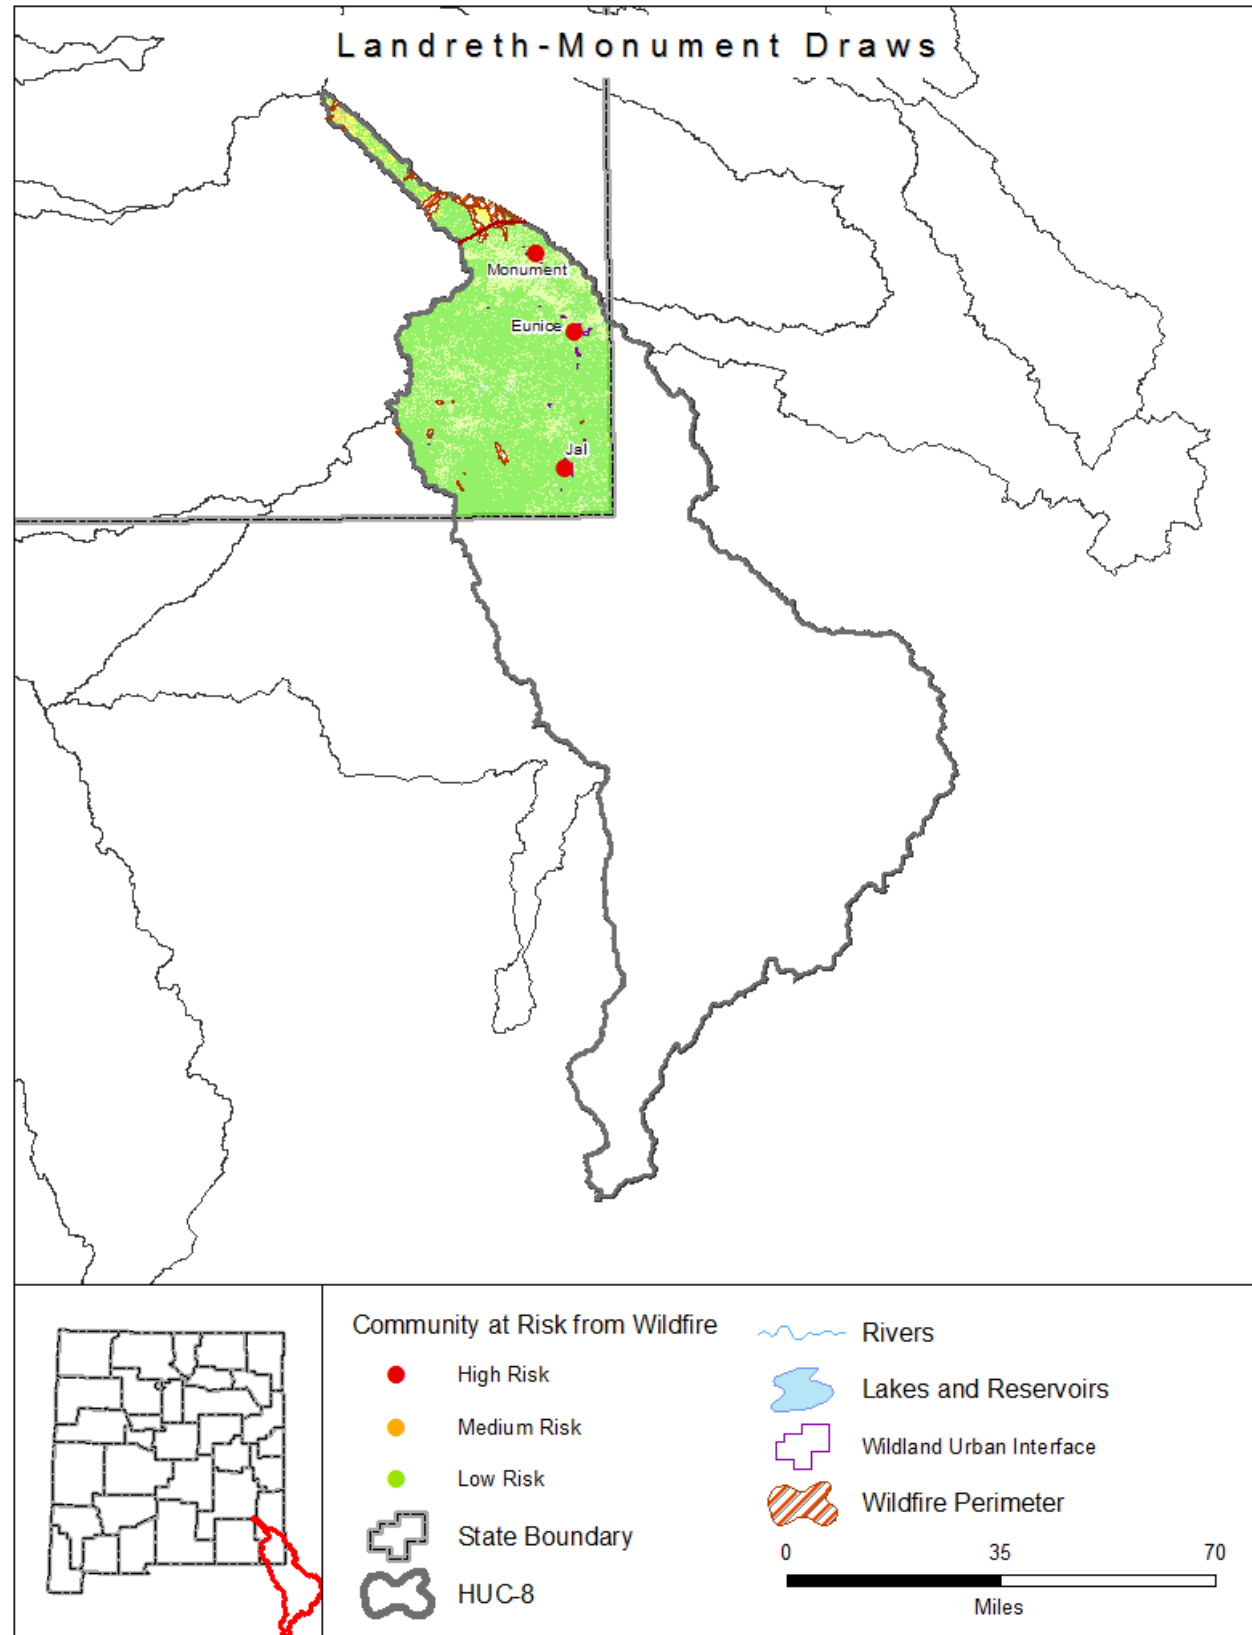 Landreth-Monument Draws
Monument
Eunice
Jal
Community at Risk from Wildfire
High Risk
Medium Risk
Low Risk
State Boundary
HUC-8
Rivers
Lakes and Reservoirs
Wildland Urban Interface
Wildfire Perimeter
0 35 70
Miles